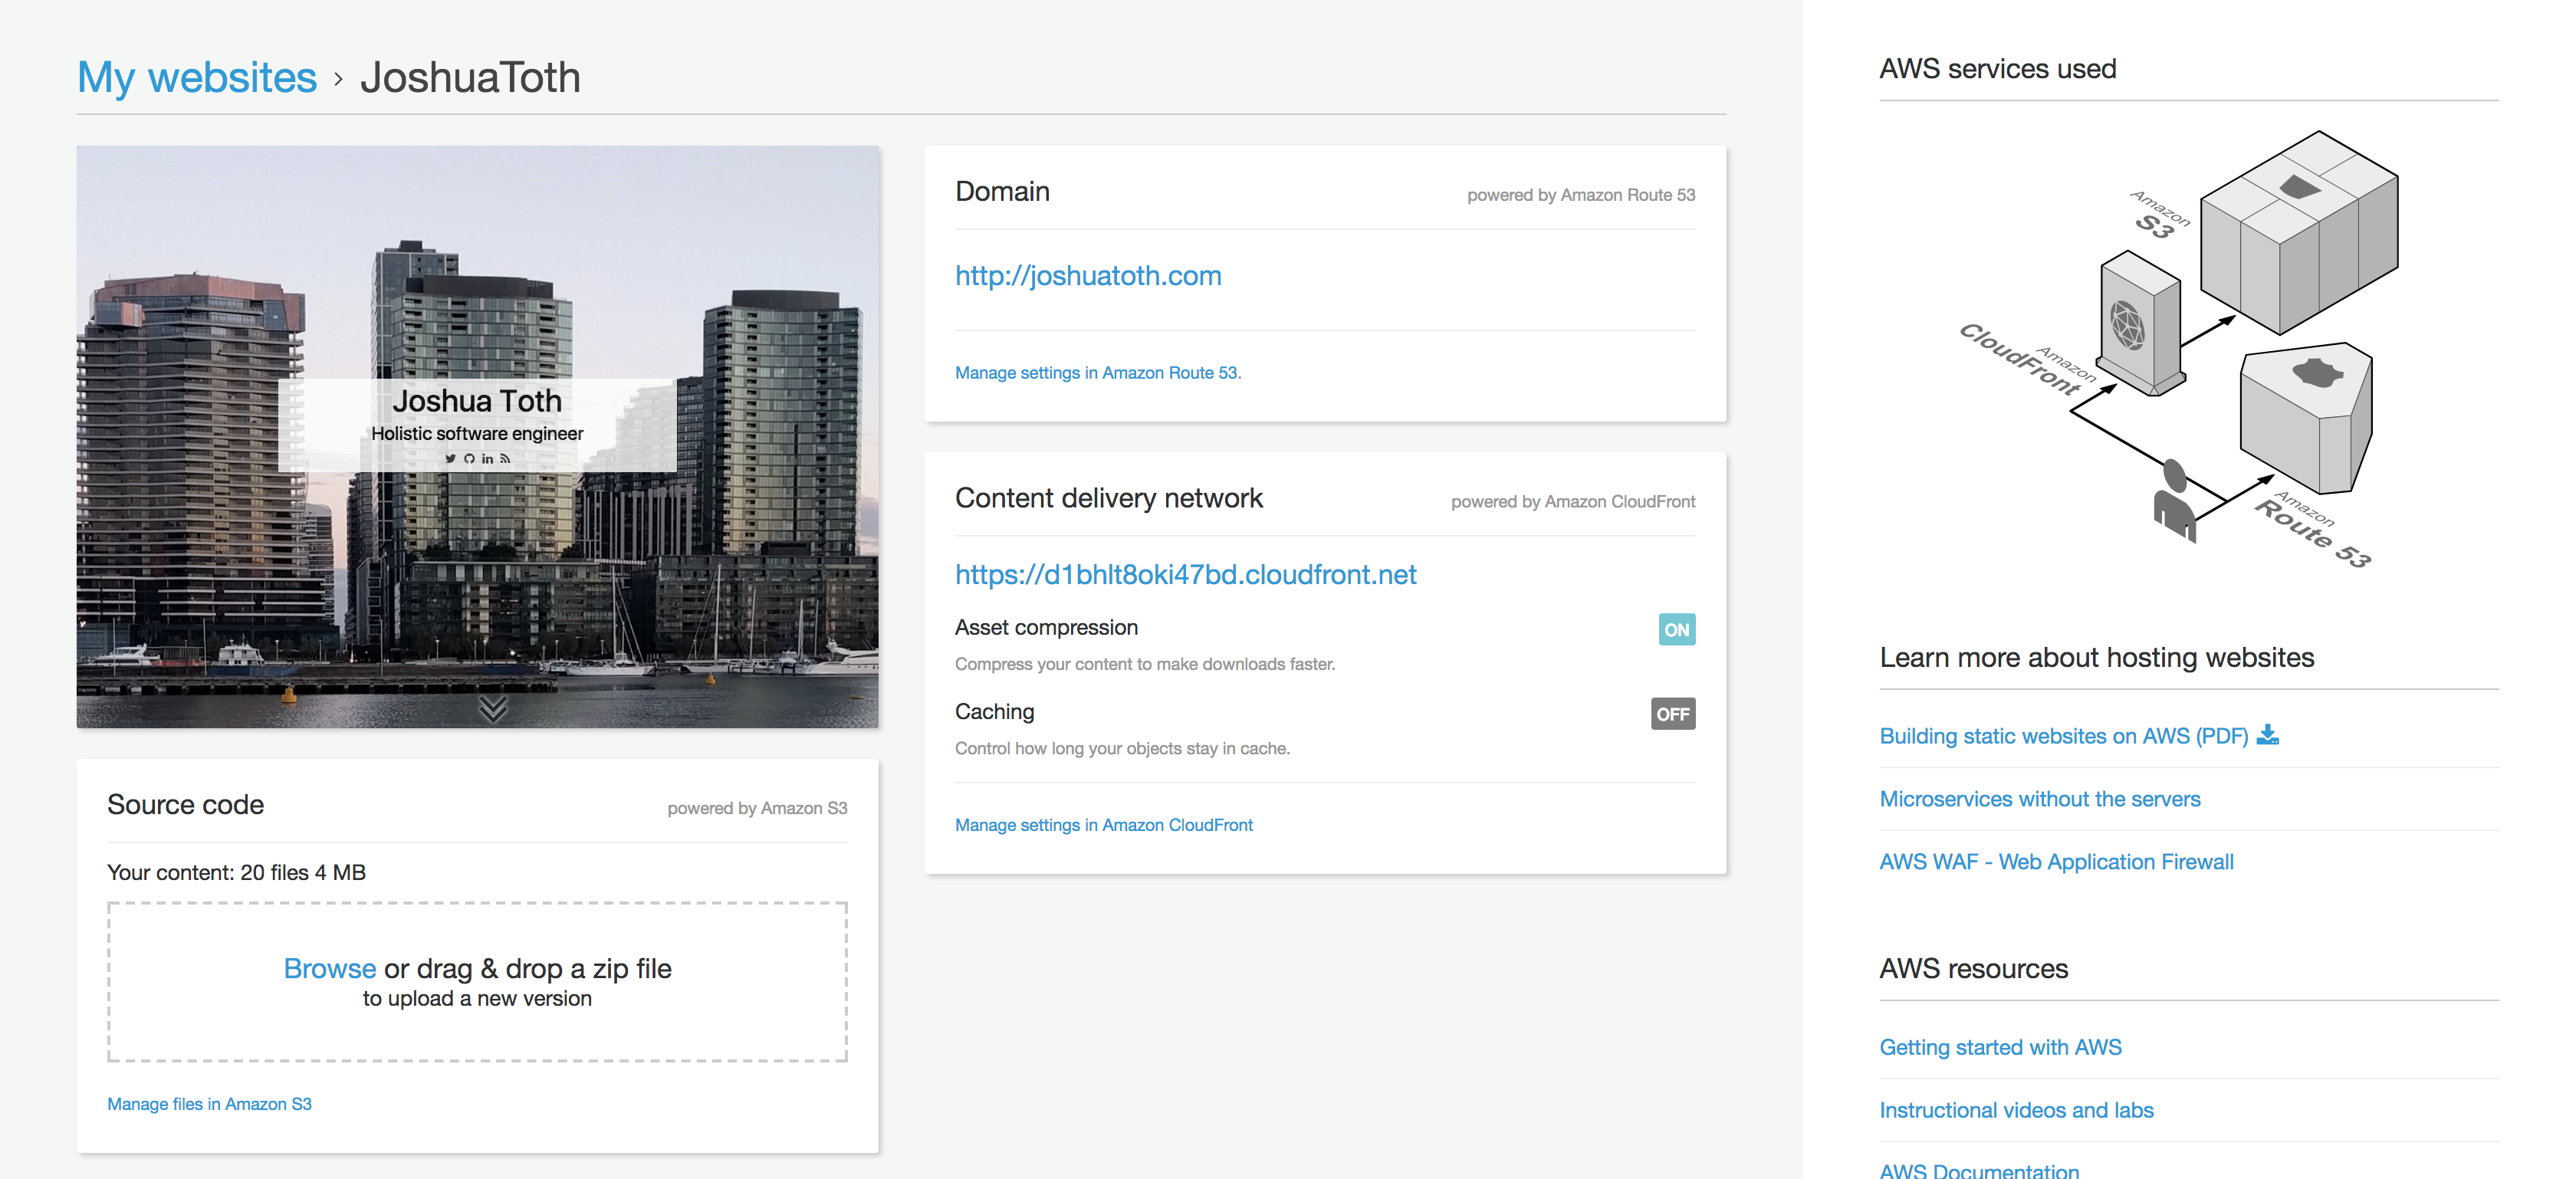 My websites › JoshuaToth
Joshua Toth
Holistic software engineer
Source code
powered by Amazon S3
Your content: 20 files 4 MB
Browse or drag & drop a zip file
to upload a new version
Manage files in Amazon S3
Domain
powered by Amazon Route 53
http://joshuatoth.com
Manage settings in Amazon Route 53.
Content delivery network
powered by Amazon CloudFront
https://d1bhlt8oki47bd.cloudfront.net
Asset compression
ON
Compress your content to make downloads faster.
Caching
OFF
Control how long your objects stay in cache.
Manage settings in Amazon CloudFront
AWS services used
Amazon
S3
Amazon
CloudFront
Amazon
Route 53
Learn more about hosting websites
Building static websites on AWS (PDF)
Microservices without the servers
AWS WAF - Web Application Firewall
AWS resources
Getting started with AWS
Instructional videos and labs
AWS Documentation